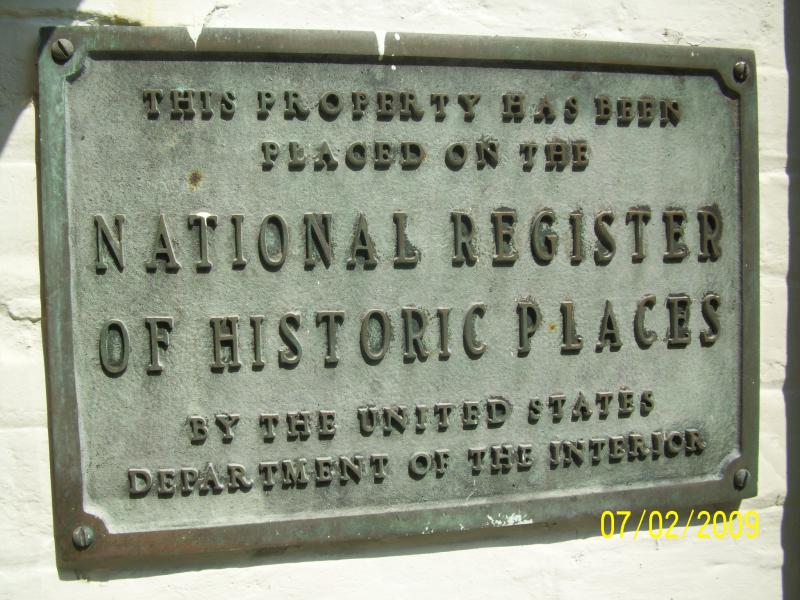 THIS PROPERTY HAS BEEN
PLACED ON THE
NATIONAL REGISTER
OF HISTORIC PLACES
BY THE UNITED STATES
DEPARTMENT OF THE INTERIOR
07/02/2009